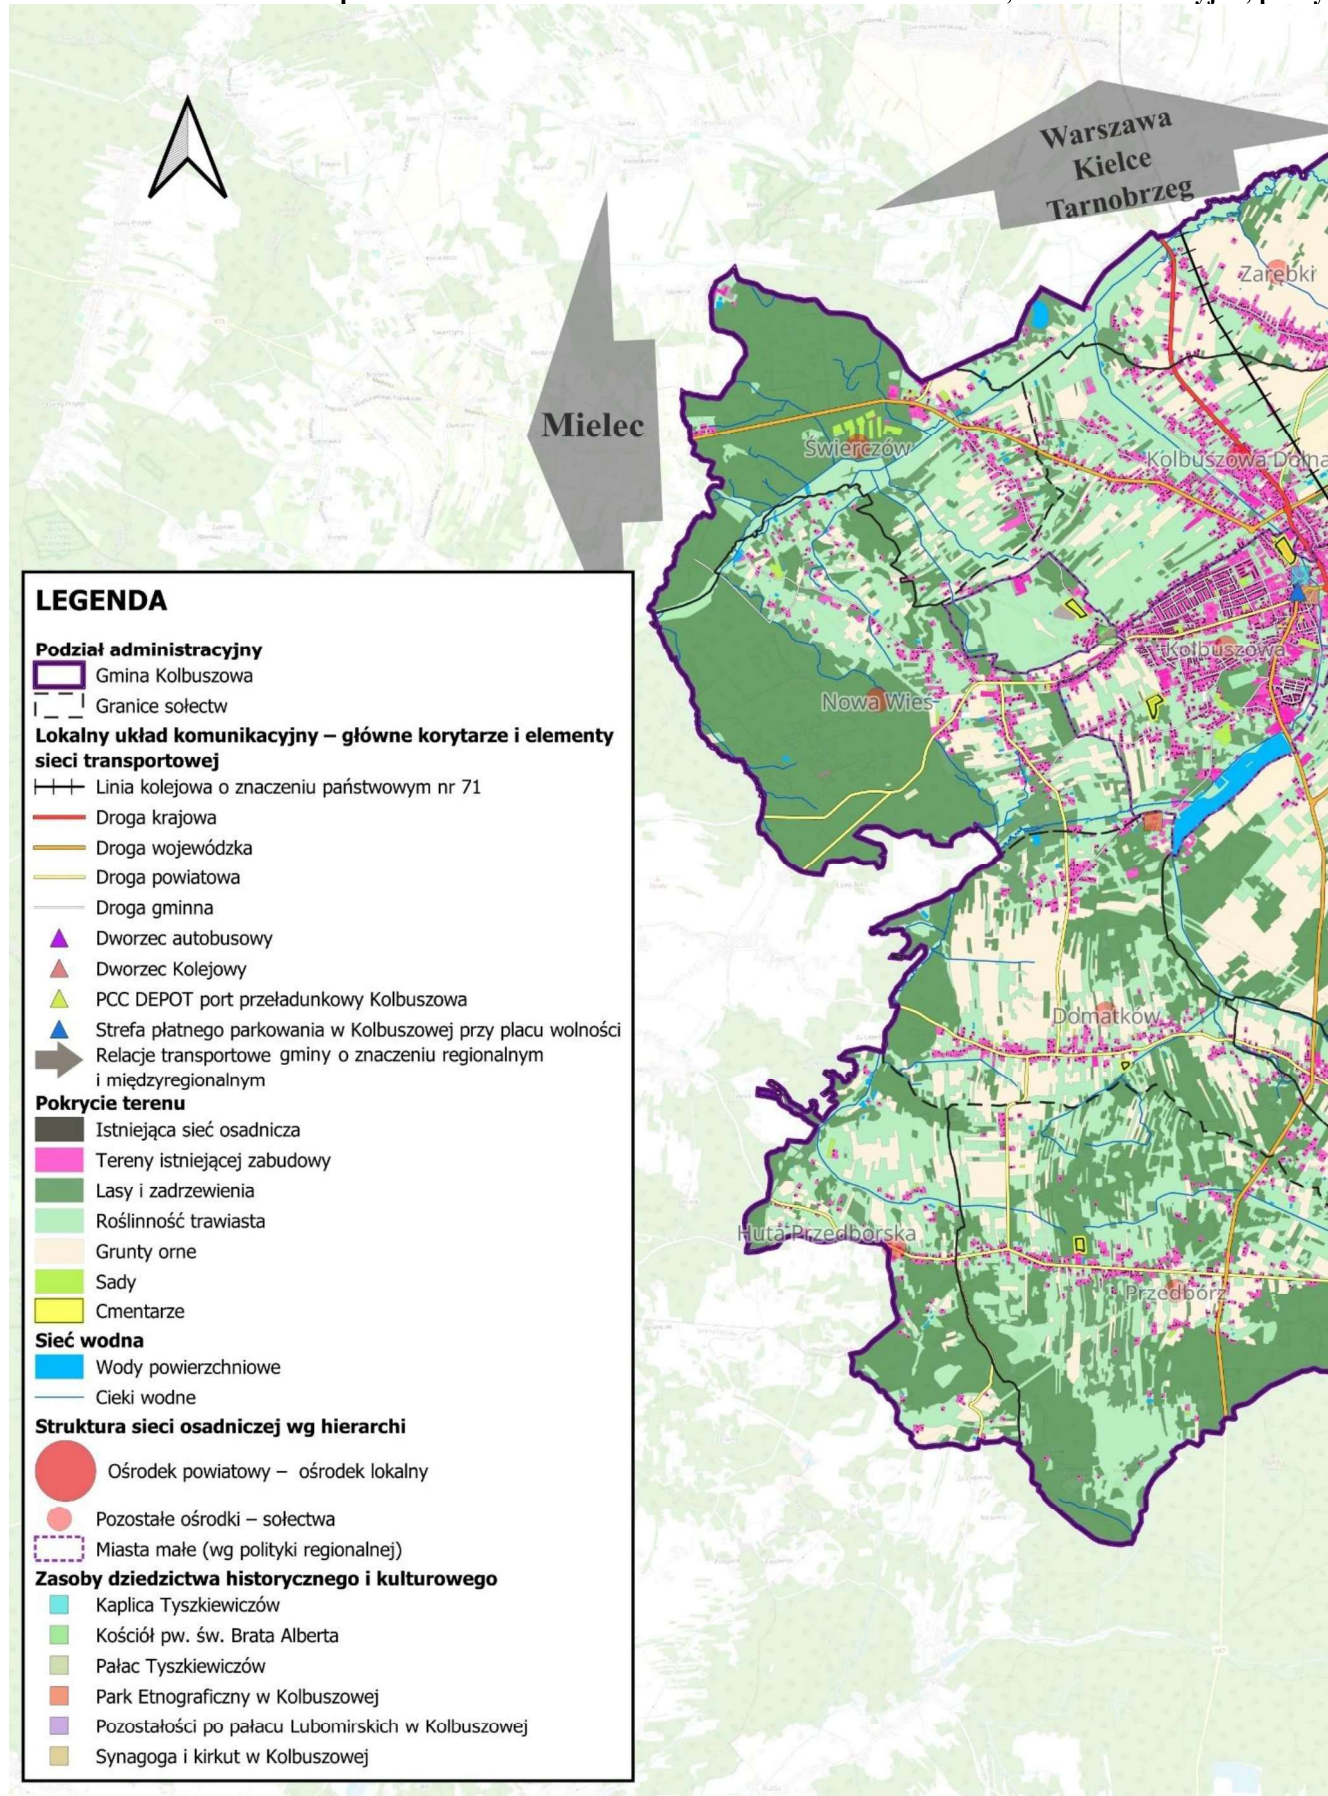 Warszawa
Kielce
Tarnobrzeg
Zarębki
Mielec
Świerczów
Kolbuszowa Dolna
Kolbuszowa
Nowa Wieś
Domatków
Huta Przedborska
Przedbórz
LEGENDA
Podział administracyjny
Gmina Kolbuszowa
Granice sołectw
Lokalny układ komunikacyjny – główne korytarze i elementy
sieci transportowej
Linia kolejowa o znaczeniu państwowym nr 71
Droga krajowa
Droga wojewódzka
Droga powiatowa
Droga gminna
Dworzec autobusowy
Dworzec Kolejowy
PCC DEPOT port przeładunkowy Kolbuszowa
Strefa płatnego parkowania w Kolbuszowej przy placu wolności
Relacje transportowe gminy o znaczeniu regionalnym
i międzyregionalnym
Pokrycie terenu
Istniejąca sieć osadnicza
Tereny istniejącej zabudowy
Lasy i zadrzewienia
Roślinność trawiasta
Grunty orne
Sady
Cmentarze
Sieć wodna
Wody powierzchniowe
Cieki wodne
Struktura sieci osadniczej wg hierarchi
Ośrodek powiatowy – ośrodek lokalny
Pozostałe ośrodki – sołectwa
Miasta małe (wg polityki regionalnej)
Zasoby dziedzictwa historycznego i kulturowego
Kaplica Tyszkiewiczów
Kościół pw. św. Brata Alberta
Pałac Tyszkiewiczów
Park Etnograficzny w Kolbuszowej
Pozostałości po pałacu Lubomirskich w Kolbuszowej
Synagoga i kirkut w Kolbuszowej